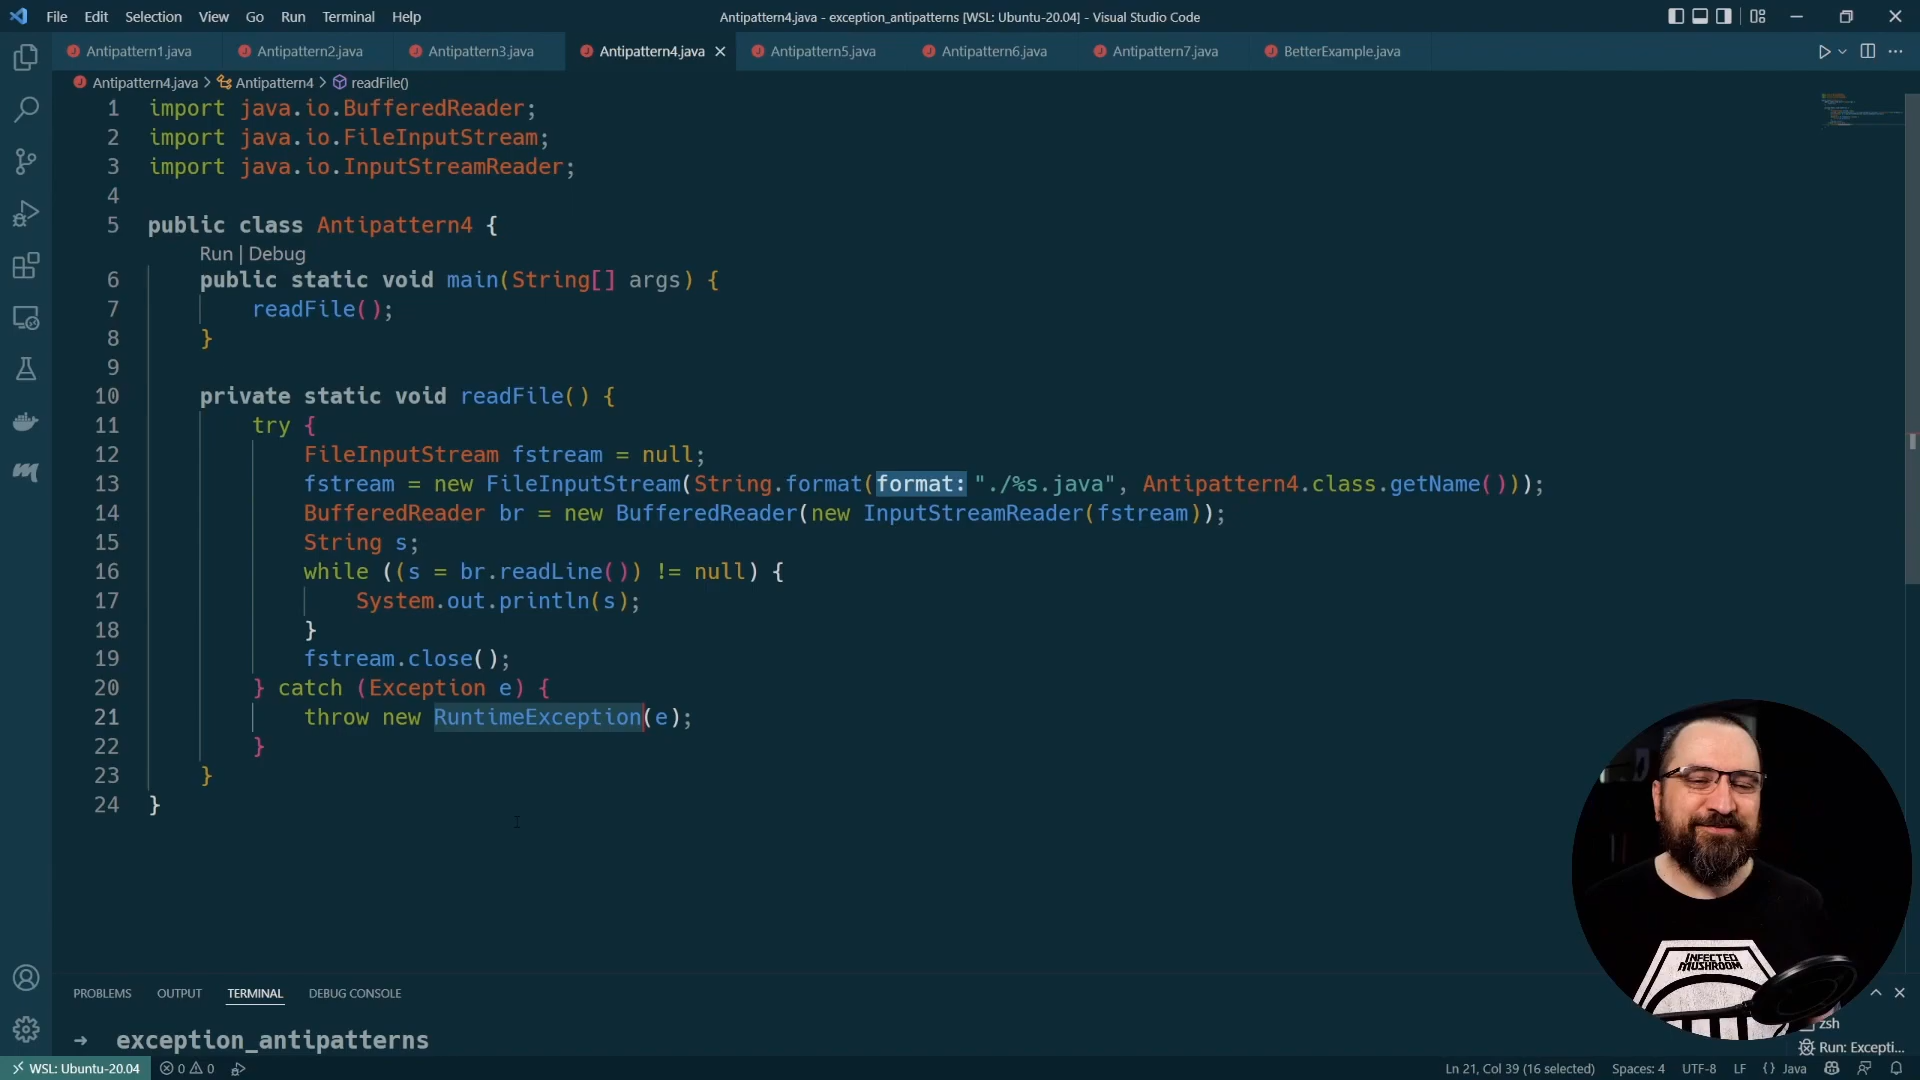 File Edit Selection View Go Run Terminal Help
Antipattern4.java - exception_antipatterns [WSL: Ubuntu-20.04] - Visual Studio Code
Antipattern1.java Antipattern2.java Antipattern3.java Antipattern4.java Antipattern5.java Antipattern6.java Antipattern7.java BetterExample.java
Antipattern4.java > Antipattern4 > readFile()
1 import java.io.BufferedReader;
2 import java.io.FileInputStream;
3 import java.io.InputStreamReader;
4
5 public class Antipattern4 {
Run | Debug
6 public static void main(String[] args) {
7 readFile();
8 }
9
10 private static void readFile() {
11 try {
12 FileInputStream fstream = null;
13 fstream = new FileInputStream(String.format(format: "./%s.java", Antipattern4.class.getName()));
14 BufferedReader br = new BufferedReader(new InputStreamReader(fstream));
15 String s;
16 while ((s = br.readLine()) != null) {
17 System.out.println(s);
18 }
19 fstream.close();
20 } catch (Exception e) {
21 throw new RuntimeException(e);
22 }
23 }
24 }
INFECTED
MUSHROOM
PROBLEMS OUTPUT TERMINAL DEBUG CONSOLE
→ exception_antipatterns
zsh
Run: Excepti...
WSL: Ubuntu-20.04 0 0 Ln 21, Col 39 (16 selected) Spaces: 4 UTF-8 LF {} Java